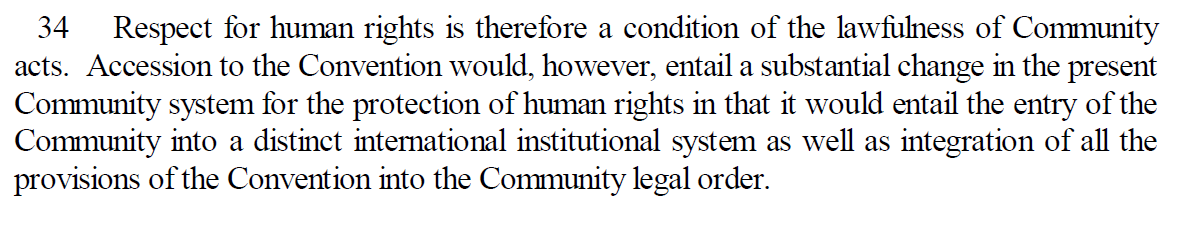 34 Respect for human rights is therefore a condition of the lawfulness of Community
acts. Accession to the Convention would, however, entail a substantial change in the present
Community system for the protection of human rights in that it would entail the entry of the
Community into a distinct international institutional system as well as integration of all the
provisions of the Convention into the Community legal order.